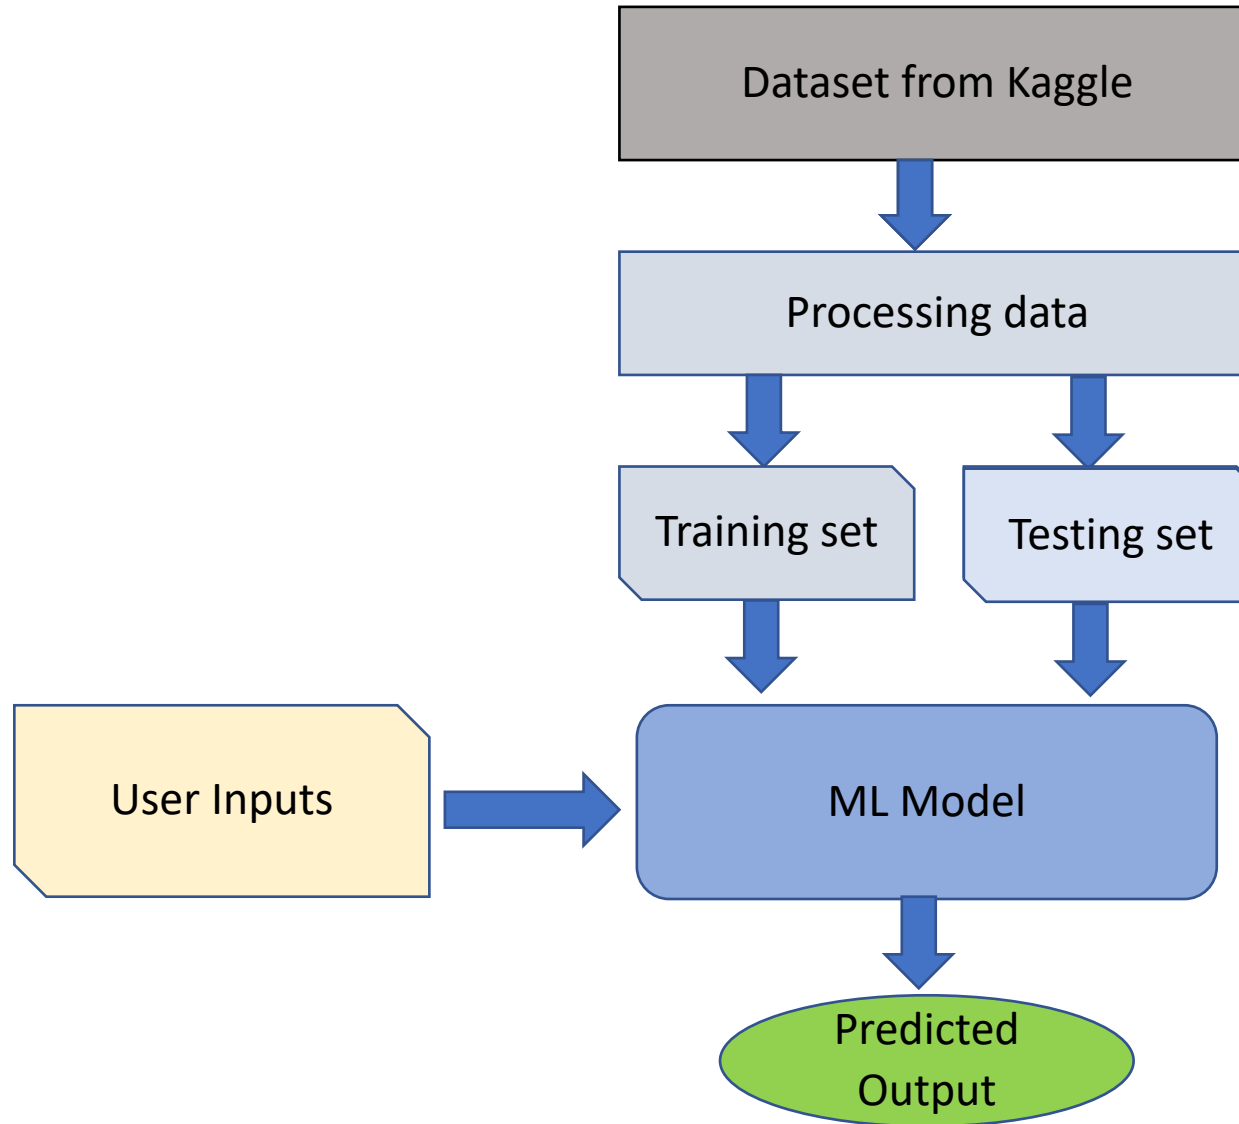 Dataset from Kaggle
Processing data
Training set
Testing set
User Inputs
ML Model
Predicted
Output